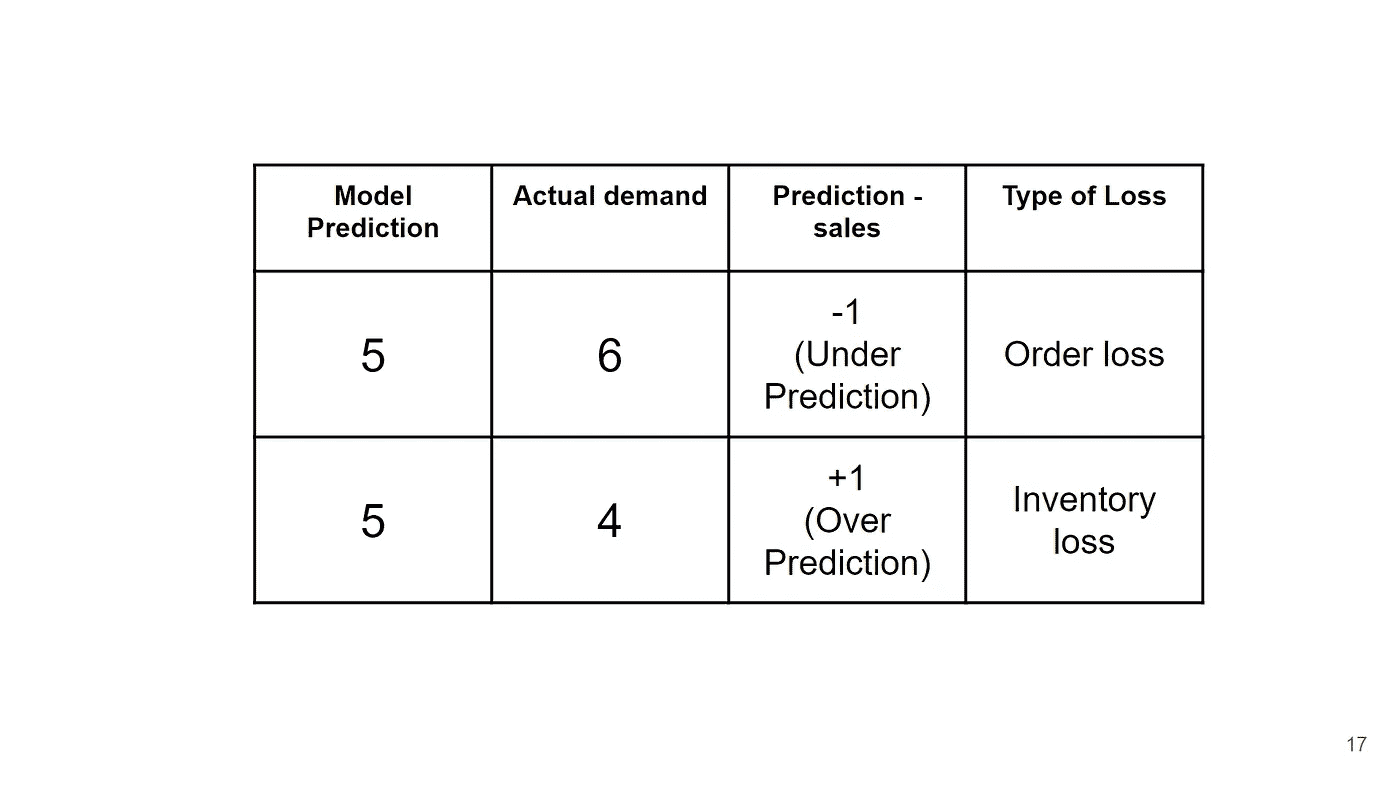 Model
Prediction
Actual demand
Prediction -
sales
Type of Loss
5
6
-1
(Under
Prediction)
Order loss
5
4
+1
(Over
Prediction)
Inventory
loss
17